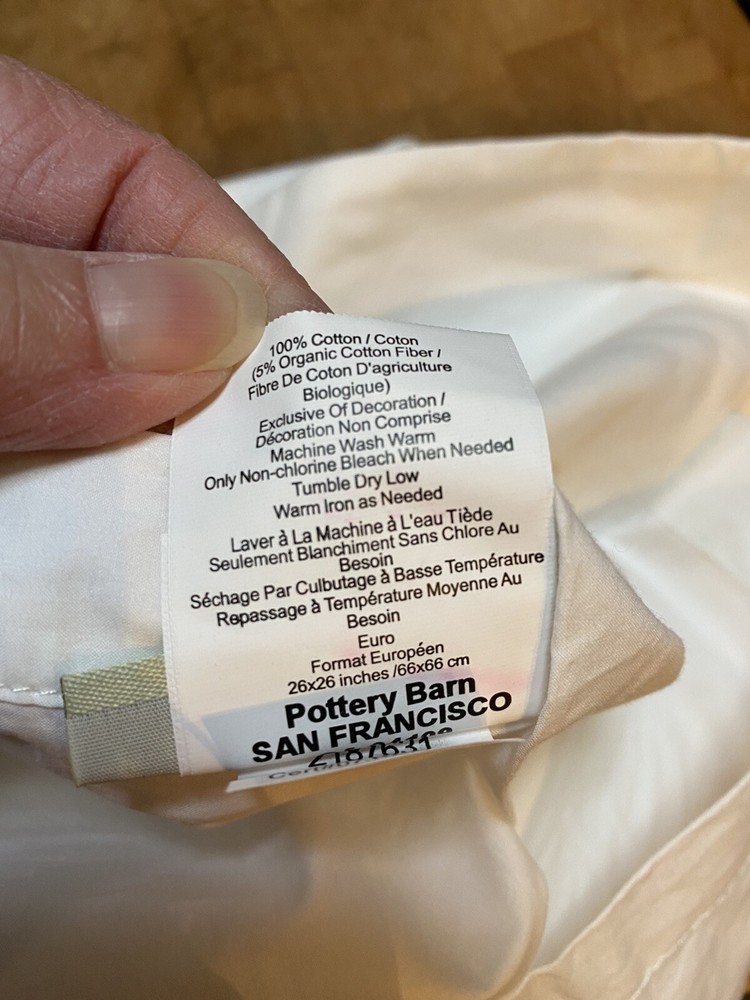 100% Cotton / Coton
(5% Organic Cotton Fiber /
Fibre De Coton D'agriculture
Biologique)
Exclusive Of Decoration /
Décoration Non Comprise
Machine Wash Warm
Only Non-chlorine Bleach When Needed
Tumble Dry Low
Warm Iron as Needed
Laver à La Machine à L'eau Tiède
Seulement Blanchiment Sans Chlore Au
Besoin
Séchage Par Culbutage à Basse Température
Repassage à Température Moyenne Au
Besoin
Euro
Format Européen
26x26 inches /66x66 cm
Pottery Barn
SAN FRANCISCO